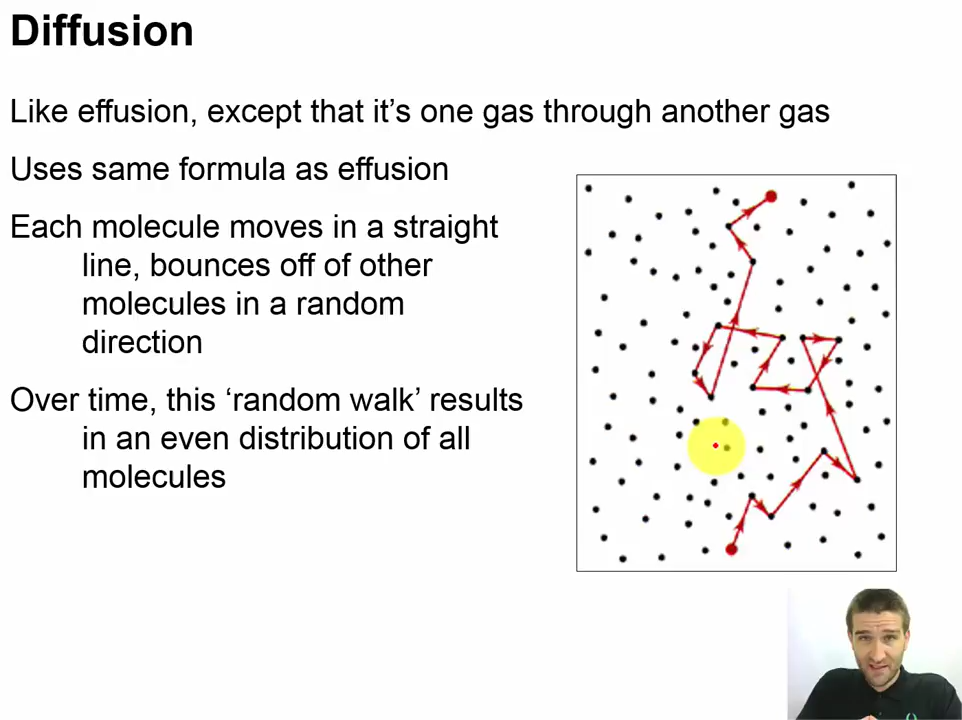 Diffusion
Like effusion, except that it’s one gas through another gas
Uses same formula as effusion
Each molecule moves in a straight
line, bounces off of other
molecules in a random
direction
Over time, this ‘random walk’ results
in an even distribution of all
molecules